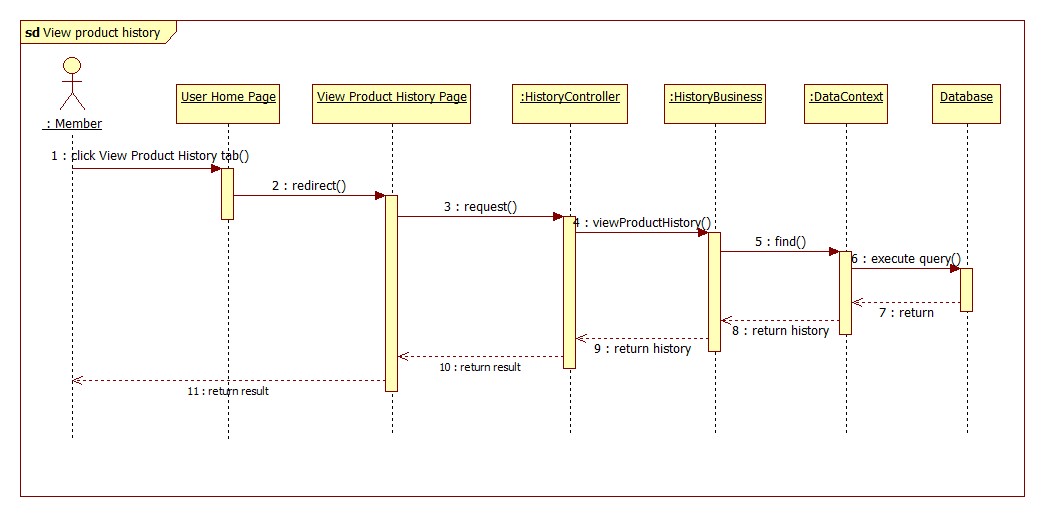 sd View product history
: Member
User Home Page
View Product History Page
:HistoryController
:HistoryBusiness
:DataContext
Database
1 : click View Product History tab()
2 : redirect()
3 : request()
4 : viewProductHistory()
5 : find()
6 : execute query()
7 : return
8 : return history
9 : return history
10 : return result
11 : return result